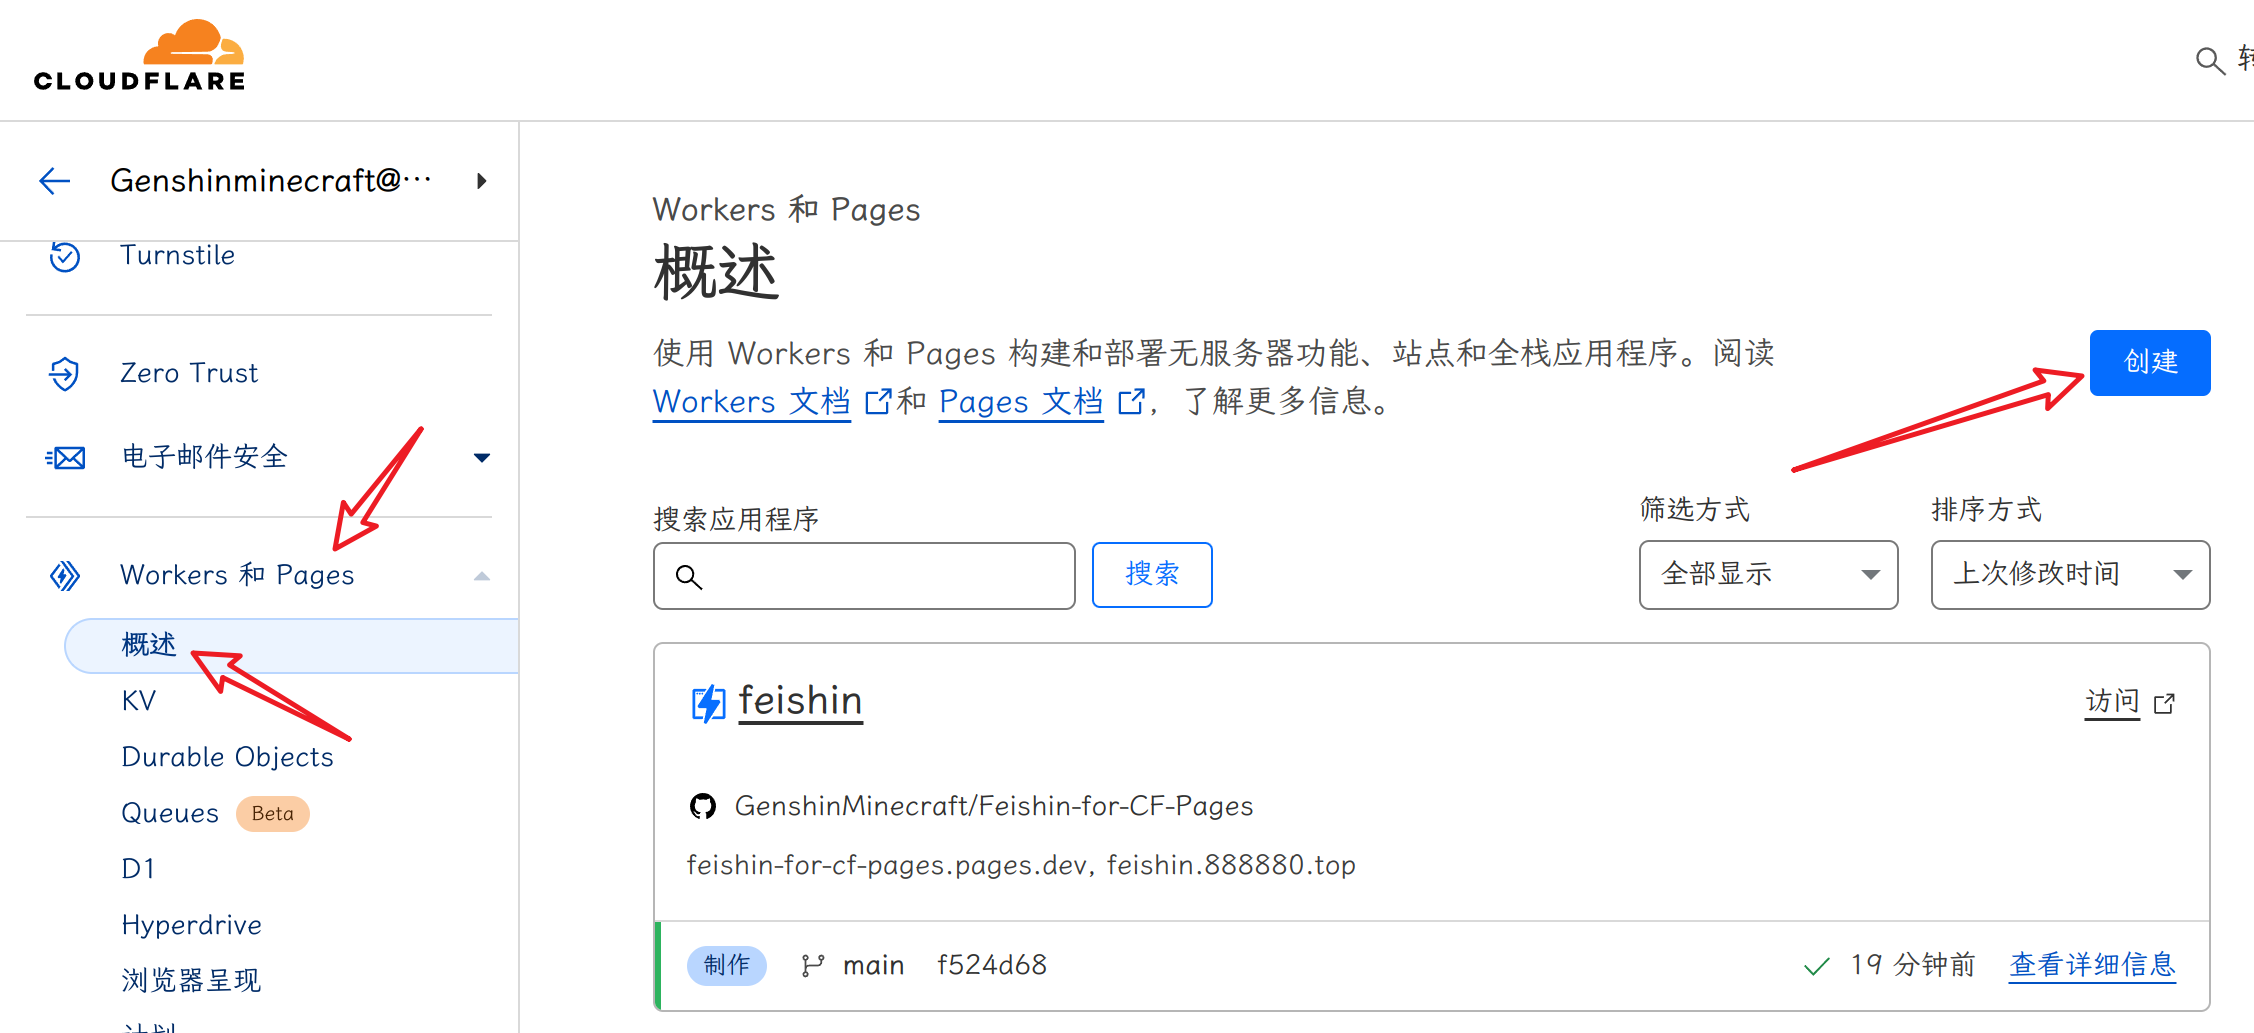 CLOUDFLARE
Genshinminecraft@…
Turnstile
Zero Trust
电子邮件安全
Workers 和 Pages
概述
KV
Durable Objects
Queues Beta
D1
Hyperdrive
浏览器呈现
Workers 和 Pages
概述
使用 Workers 和 Pages 构建和部署无服务器功能、站点和全栈应用程序。阅读
Workers 文档 和 Pages 文档 ，了解更多信息。
创建
搜索应用程序
搜索
筛选方式
全部显示
排序方式
上次修改时间
feishin
访问
GenshinMinecraft/Feishin-for-CF-Pages
feishin-for-cf-pages.pages.dev, feishin.888880.top
制作 main f524d68
19 分钟前 查看详细信息